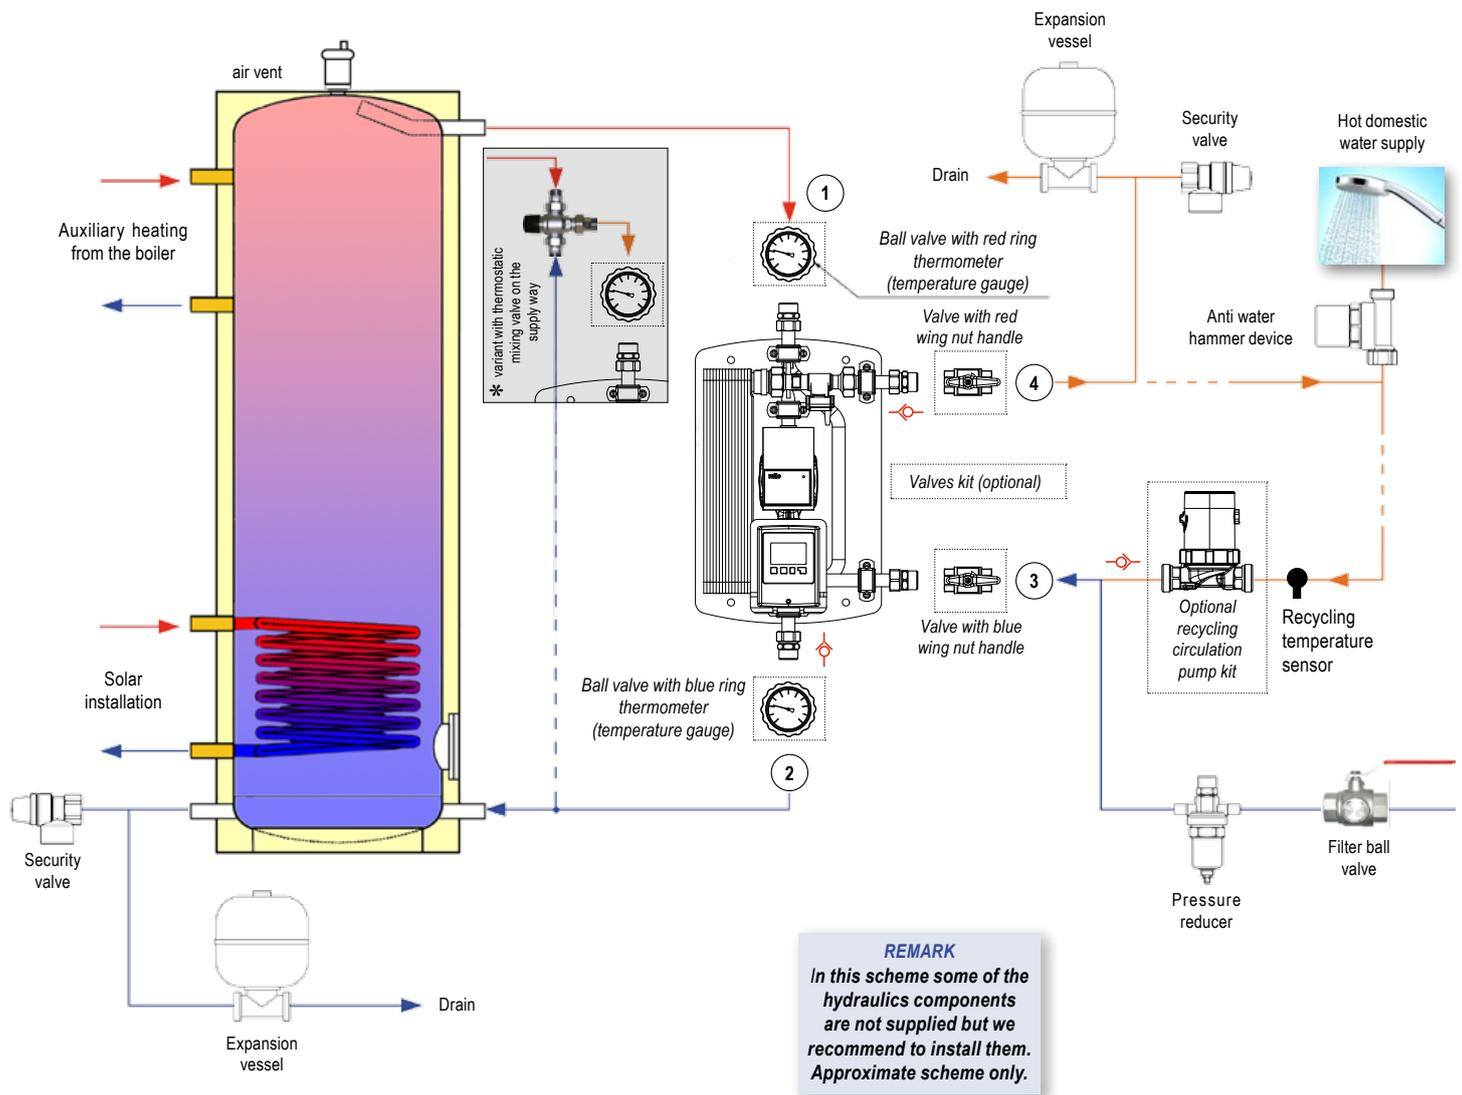 Expansion
vessel
air vent
Security
valve
Hot domestic
water supply
Drain
1
Auxiliary heating
from the boiler
Ball valve with red ring
thermometer
(temperature gauge)
* variant with thermostatic
mixing valve on the
supply way
Valve with red
wing nut handle
Anti water
hammer device
4
Valves kit (optional)
3
Optional
recycling
circulation
pump kit
Recycling
temperature
sensor
Valve with blue
wing nut handle
Solar
installation
Ball valve with blue ring
thermometer
(temperature gauge)
2
Security
valve
Filter ball
valve
Pressure
reducer
Drain
Expansion
vessel
REMARK
In this scheme some of the
hydraulics components
are not supplied but we
recommend to install them.
Approximate scheme only.